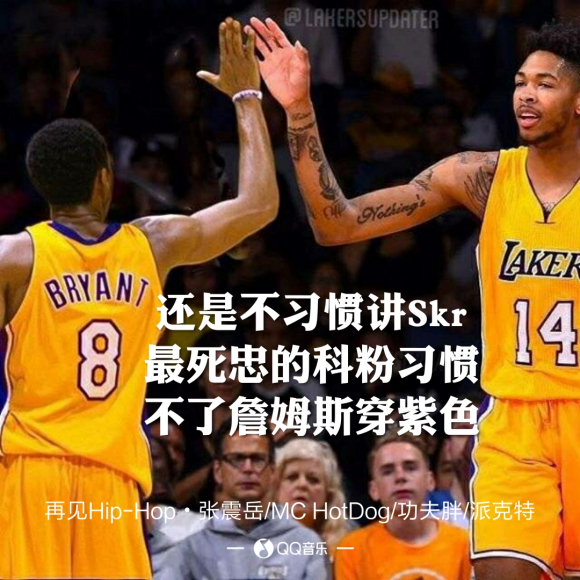 @LAKERSUPDATER
BRYANT
8
LAKER
14
Nothing's
还是不习惯讲Skr
最死忠的科粉习惯
不了詹姆斯穿紫色
再见Hip-Hop·张震岳/MC HotDog/功夫胖/派克特
QQ音乐